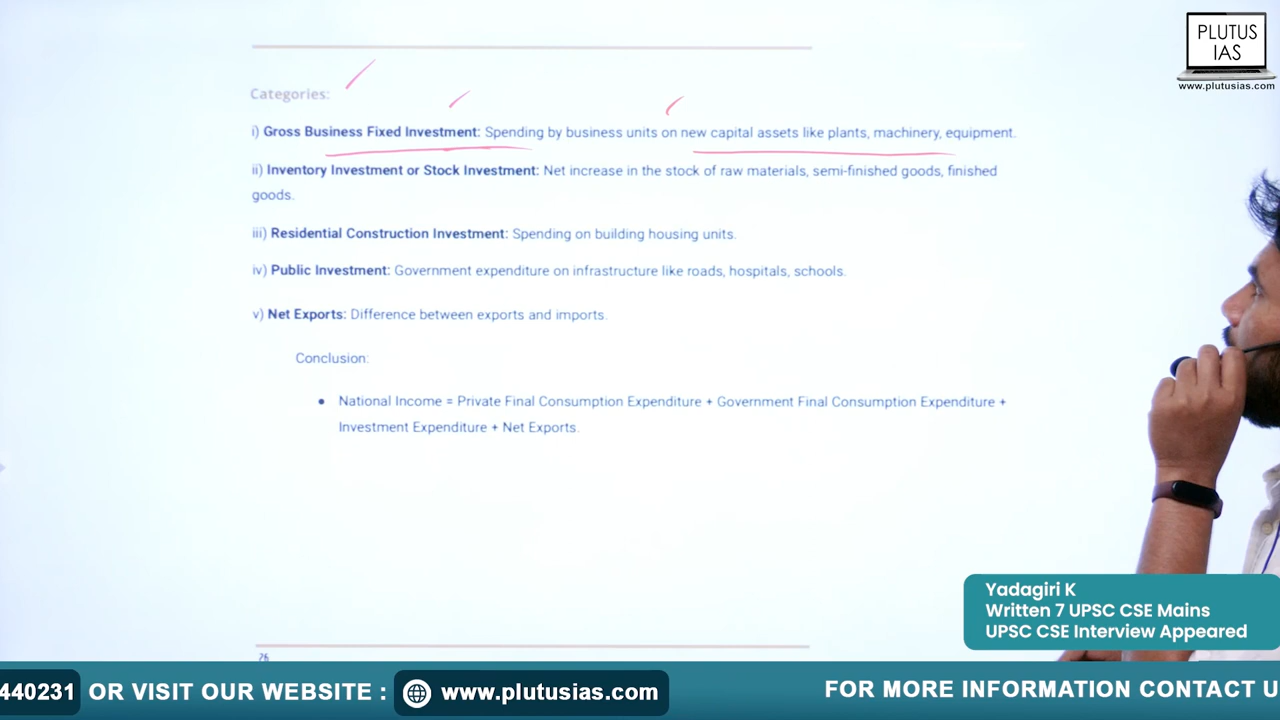 PLUTUS
IAS
www.plutusias.com
Categories:
i) Gross Business Fixed Investment: Spending by business units on new capital assets like plants, machinery, equipment.
ii) Inventory Investment or Stock Investment: Net increase in the stock of raw materials, semi-finished goods, finished
goods.
iii) Residential Construction Investment: Spending on building housing units.
iv) Public Investment: Government expenditure on infrastructure like roads, hospitals, schools.
v) Net Exports: Difference between exports and imports.
Conclusion:
• National Income = Private Final Consumption Expenditure + Government Final Consumption Expenditure +
Investment Expenditure + Net Exports.
Yadagiri K
Written 7 UPSC CSE Mains
UPSC CSE Interview Appeared
26
440231 OR VISIT OUR WEBSITE : www.plutusias.com FOR MORE INFORMATION CONTACT U